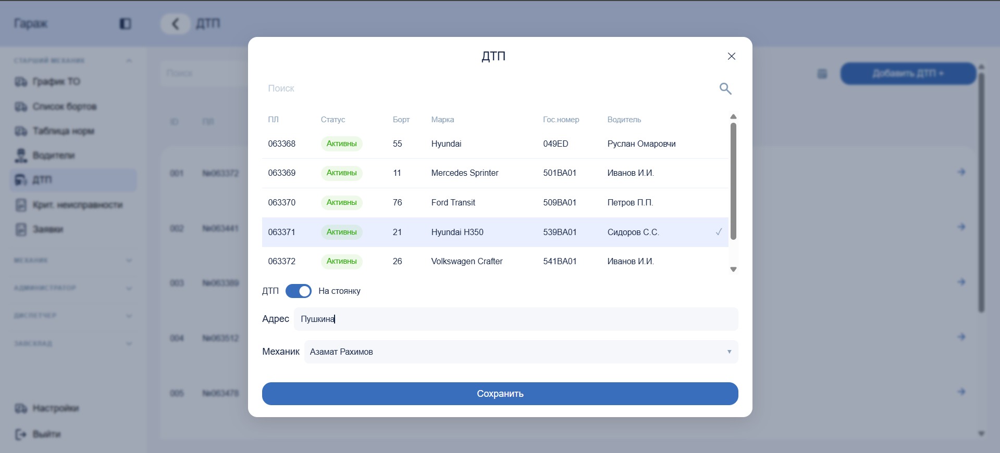 Гараж
ДТП
СТАРШИЙ МЕХАНИК
График ТО
Список бортов
Таблица норм
Водители
ДТП
Крит. неисправности
Заявки
МЕХАНИК
АДМИНИСТРАТОР
ДИСПЕТЧЕР
ЗАВСКЛАД
Настройки
Выйти
Поиск
Добавить ДТП +
ID ПЛ
001 №063372
002 №063441
003 №063389
004 №063512
005 №063478
ДТП
Поиск
ПЛ Статус Борт Марка Гос.номер Водитель
063368 Активны 55 Hyundai 049ED Руслан Омаровчи
063369 Активны 11 Mercedes Sprinter 501BA01 Иванов И.И.
063370 Активны 76 Ford Transit 509BA01 Петров П.П.
063371 Активны 21 Hyundai H350 539BA01 Сидоров С.С.
063372 Активны 26 Volkswagen Crafter 541BA01 Иванов И.И.
ДТП На стоянку
Адрес Пушкина
Механик Азамат Рахимов
Сохранить